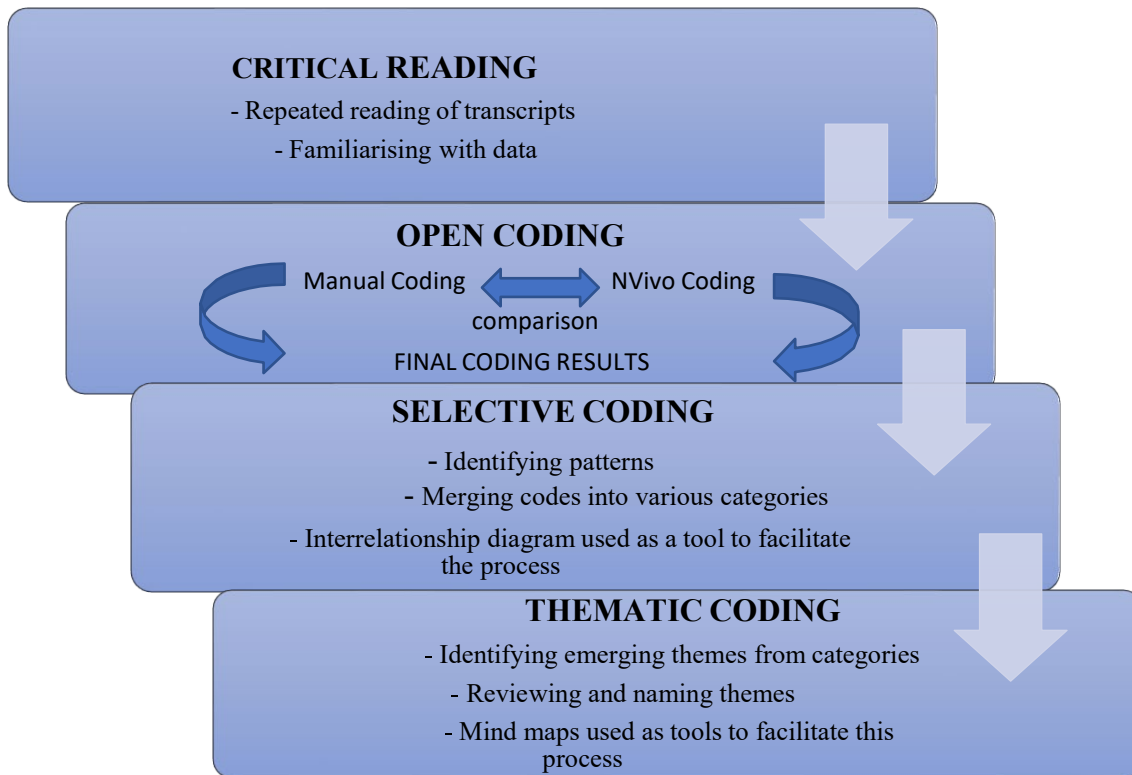 CRITICAL READING
- Repeated reading of transcripts
- Familiarising with data
OPEN CODING
Manual Coding NVivo Coding
comparison
FINAL CODING RESULTS
SELECTIVE CODING
- Identifying patterns
- Merging codes into various categories
- Interrelationship diagram used as a tool to facilitate
the process
THEMATIC CODING
- Identifying emerging themes from categories
- Reviewing and naming themes
- Mind maps used as tools to facilitate this
process